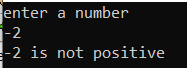 enter a number
-2
-2 is not positive